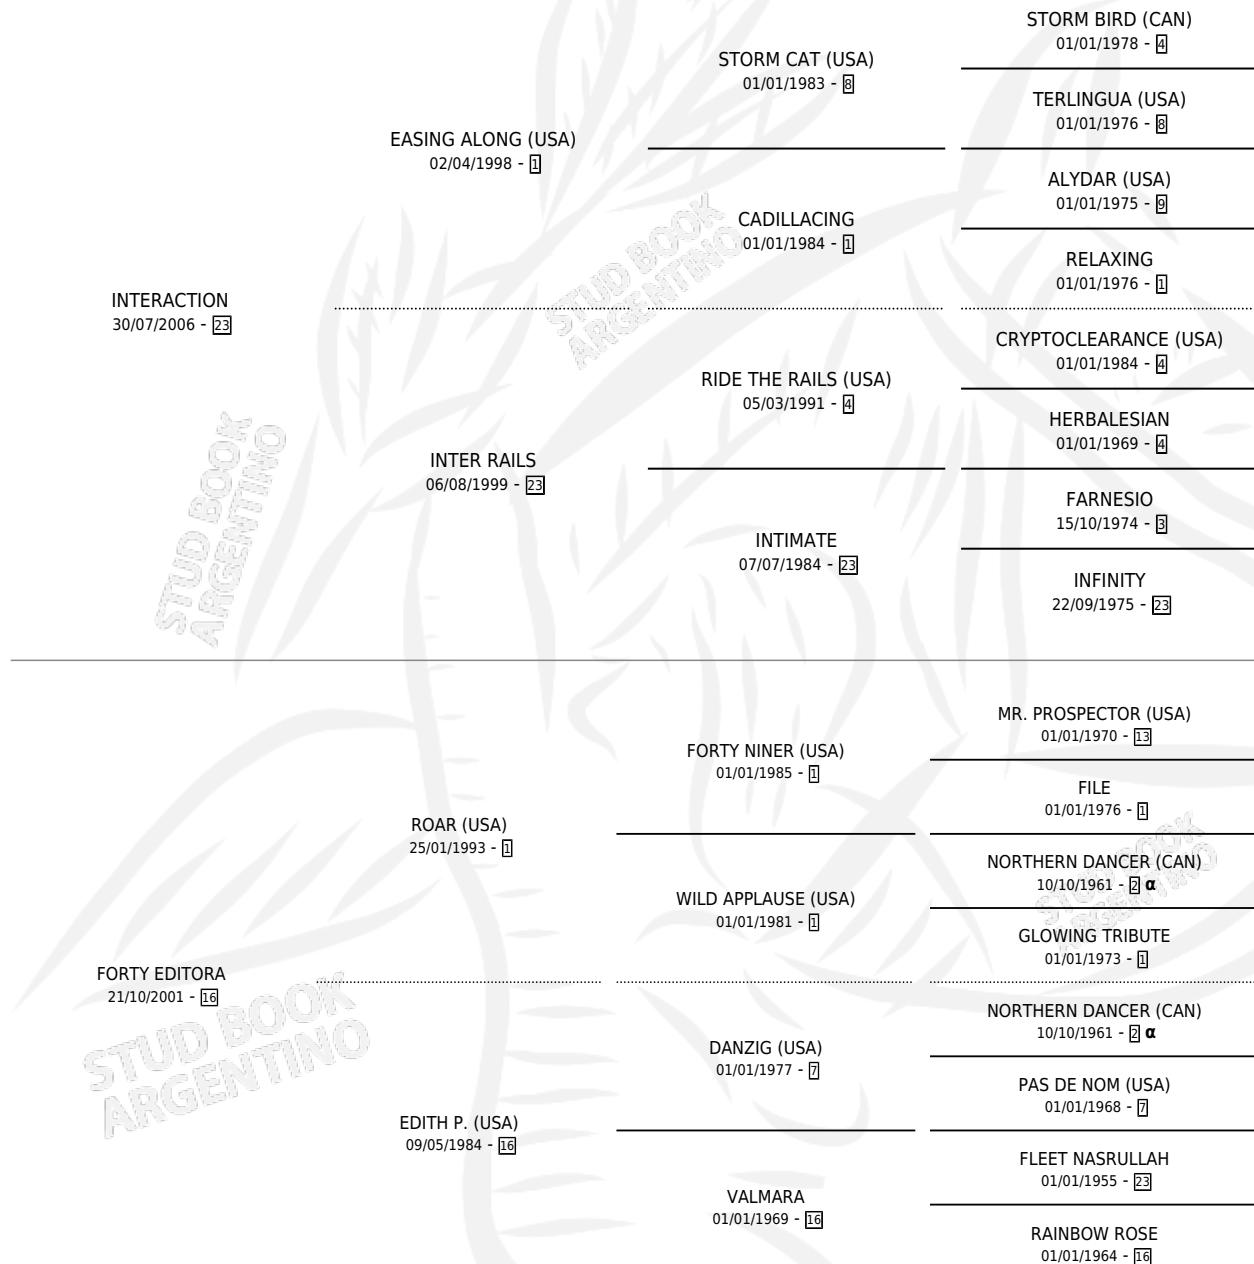 STORM BIRD (CAN)
01/01/1978 - 4
STORM CAT (USA)
01/01/1983 - 8
TERLINGUA (USA)
01/01/1976 - 8
EASING ALONG (USA)
02/04/1998 - 1
ALYDAR (USA)
01/01/1975 - 9
CADILLACING
01/01/1984 - 1
RELAXING
01/01/1976 - 1
INTERACTION
30/07/2006 - 23
CRYPTOCLEARANCE (USA)
01/01/1984 - 4
RIDE THE RAILS (USA)
05/03/1991 - 4
HERBALESIAN
01/01/1969 - 4
INTER RAILS
06/08/1999 - 23
FARNESIO
15/10/1974 - 3
INTIMATE
07/07/1984 - 23
INFINITY
22/09/1975 - 23
MR. PROSPECTOR (USA)
01/01/1970 - 13
FORTY NINER (USA)
01/01/1985 - 1
FILE
01/01/1976 - 1
ROAR (USA)
25/01/1993 - 1
NORTHERN DANCER (CAN)
10/10/1961 - 2 α
WILD APPLAUSE (USA)
01/01/1981 - 1
GLOWING TRIBUTE
01/01/1973 - 1
FORTY EDITORA
21/10/2001 - 16
NORTHERN DANCER (CAN)
10/10/1961 - 2 α
DANZIG (USA)
01/01/1977 - 7
PAS DE NOM (USA)
01/01/1968 - 7
EDITH P. (USA)
09/05/1984 - 16
FLEET NASRULLAH
01/01/1955 - 23
VALMARA
01/01/1969 - 16
RAINBOW ROSE
01/01/1964 - 16
STUD BOOK
ARGENTINO
STUD BOOK
ARGENTINO
STUD BOOK
ARGENTINO
STUD BOOK
ARGENTINO